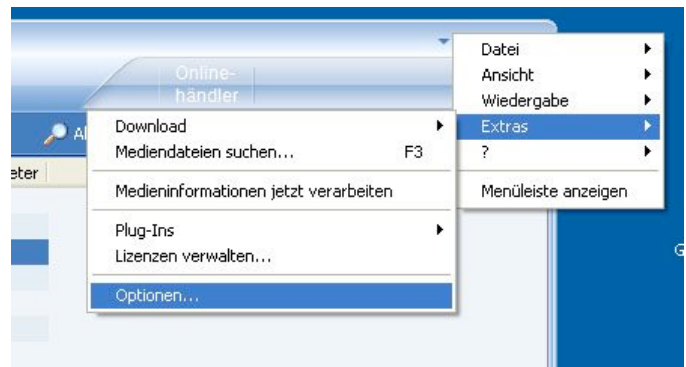 Online-
händler
Datei
Ansicht
Wiedergabe
Extras
?
Menüleiste anzeigen
Download
Mediendateien suchen... F3
Medieninformationen jetzt verarbeiten
Plug-Ins
Lizenzen verwalten...
Optionen...